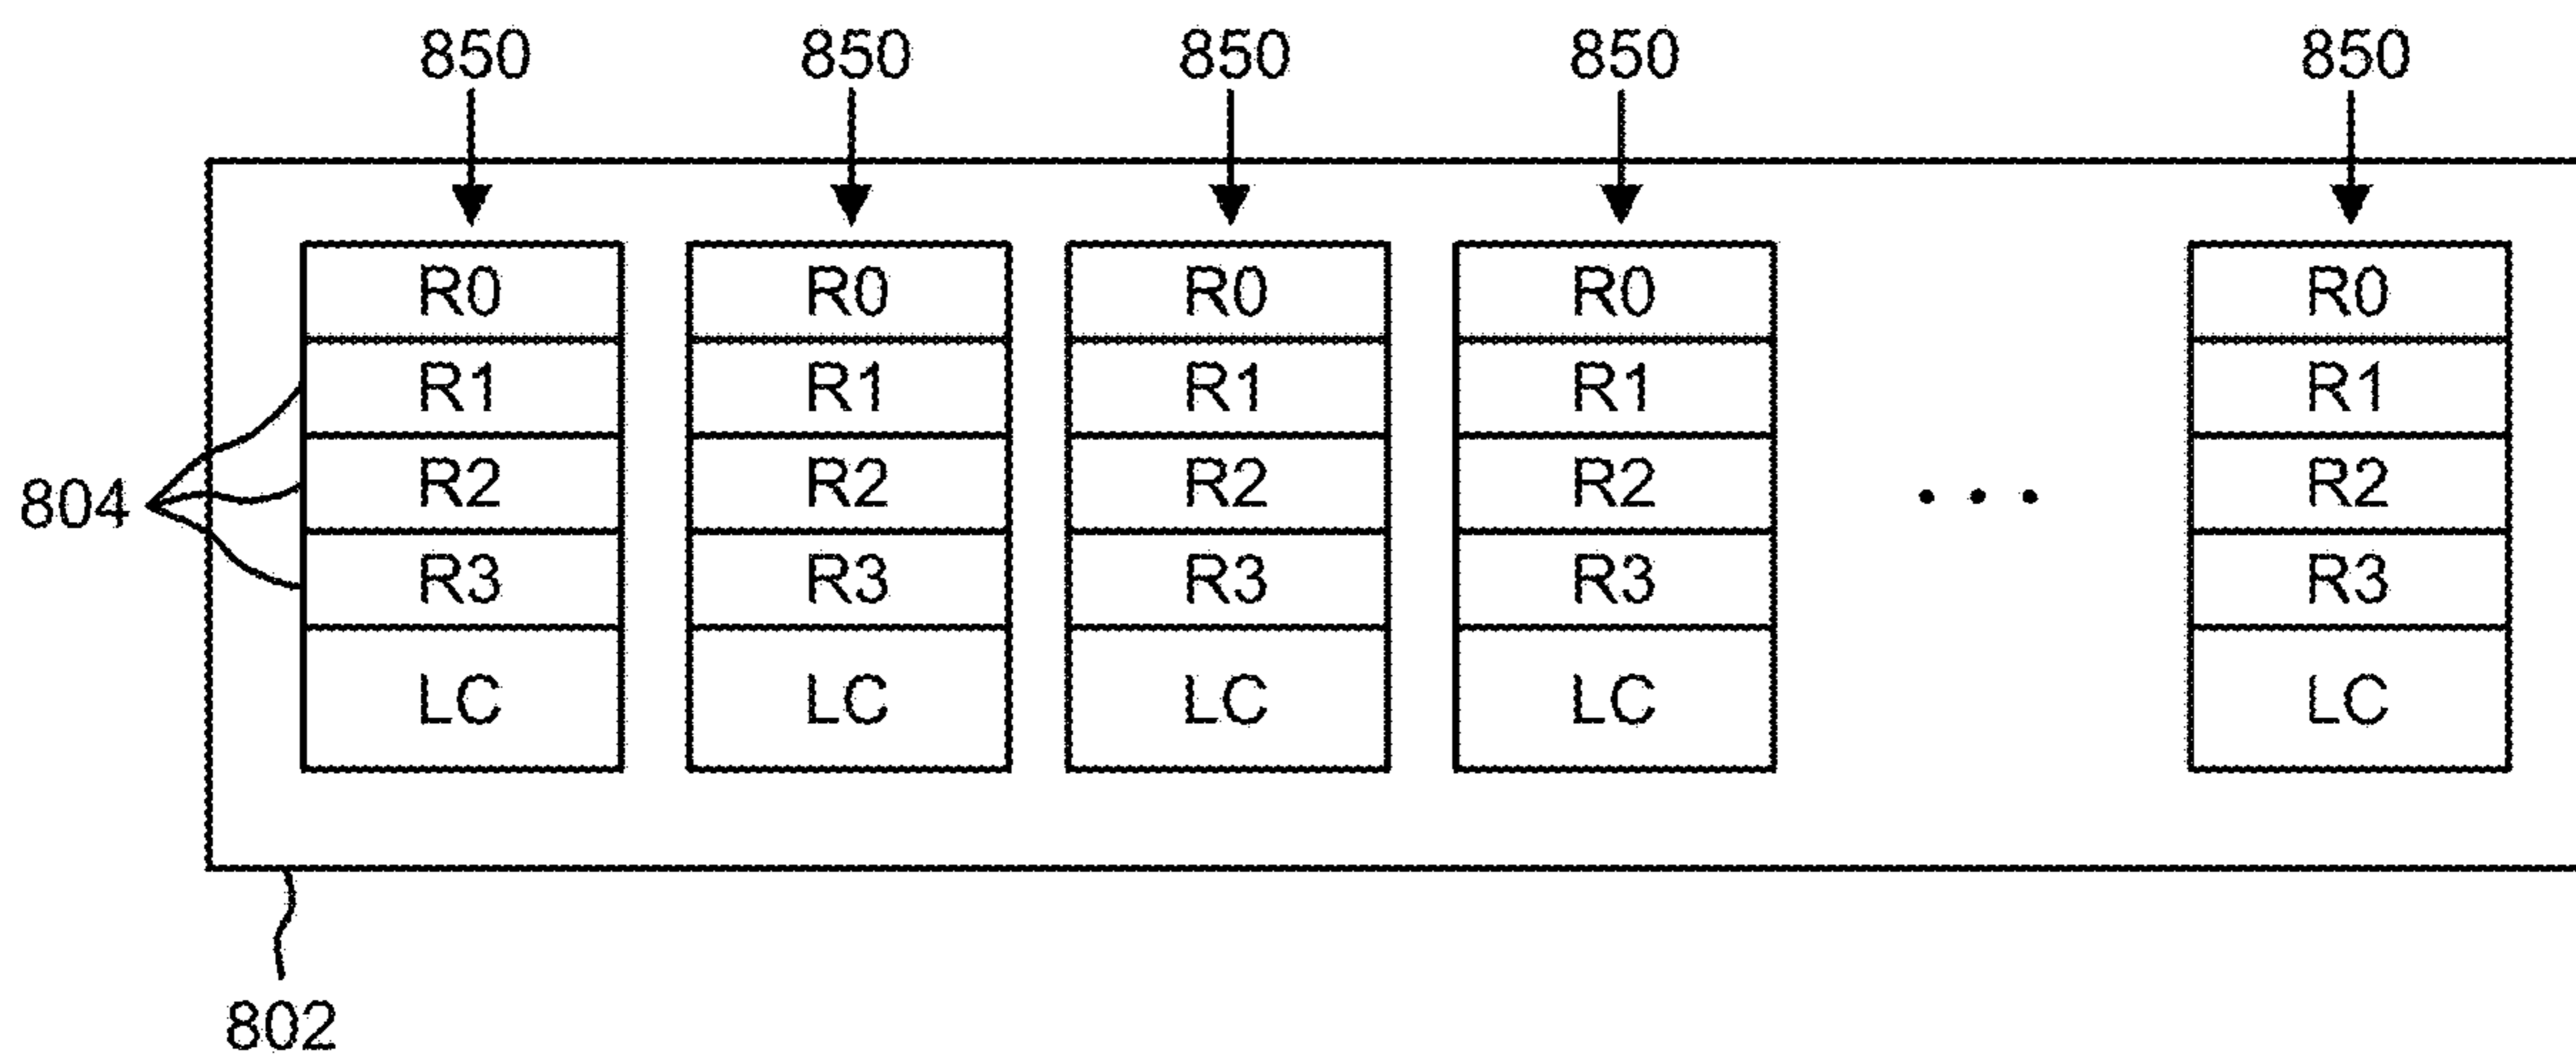 850 850 850 850 850
R0 R0 R0 R0 R0
R1 R1 R1 R1 R1
R2 R2 R2 R2 • • • R2
804
R3 R3 R3 R3 R3
LC LC LC LC LC
802